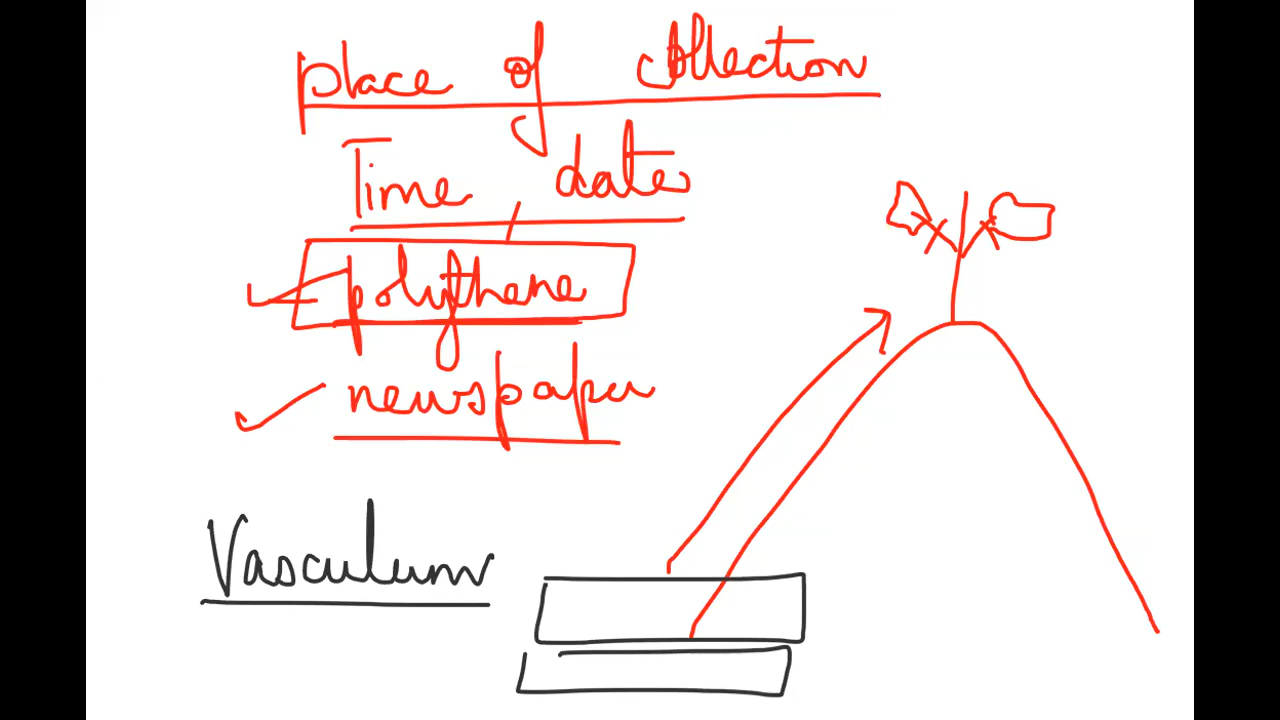 place of collection
Time, date
polythene
newspaper
Vasculum